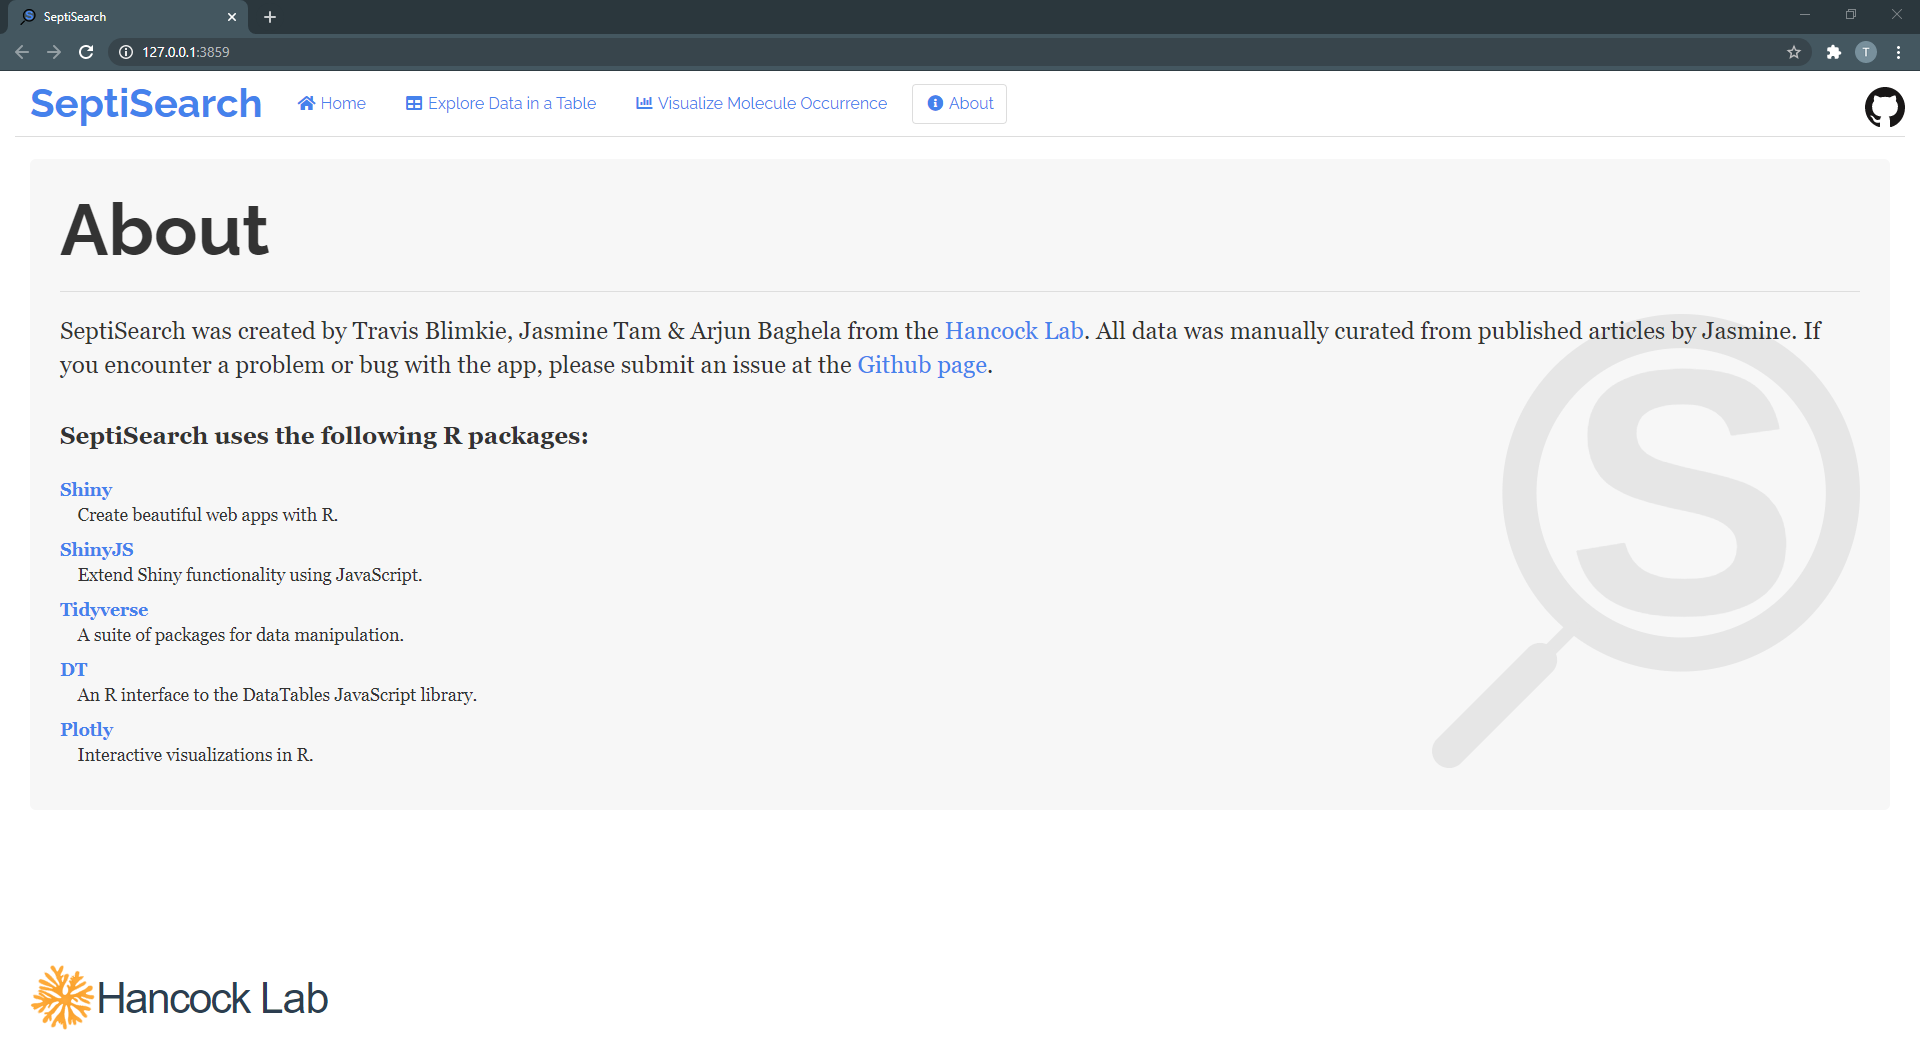 SeptiSearch
127.0.0.1:3859
T
SeptiSearch Home Explore Data in a Table Visualize Molecule Occurrence About
About
SeptiSearch was created by Travis Blimkie, Jasmine Tam & Arjun Baghela from the Hancock Lab. All data was manually curated from published articles by Jasmine. If
you encounter a problem or bug with the app, please submit an issue at the Github page.
SeptiSearch uses the following R packages:
Shiny
Create beautiful web apps with R.
ShinyJS
Extend Shiny functionality using JavaScript.
Tidyverse
A suite of packages for data manipulation.
DT
An R interface to the DataTables JavaScript library.
Plotly
Interactive visualizations in R.
S
Hancock Lab